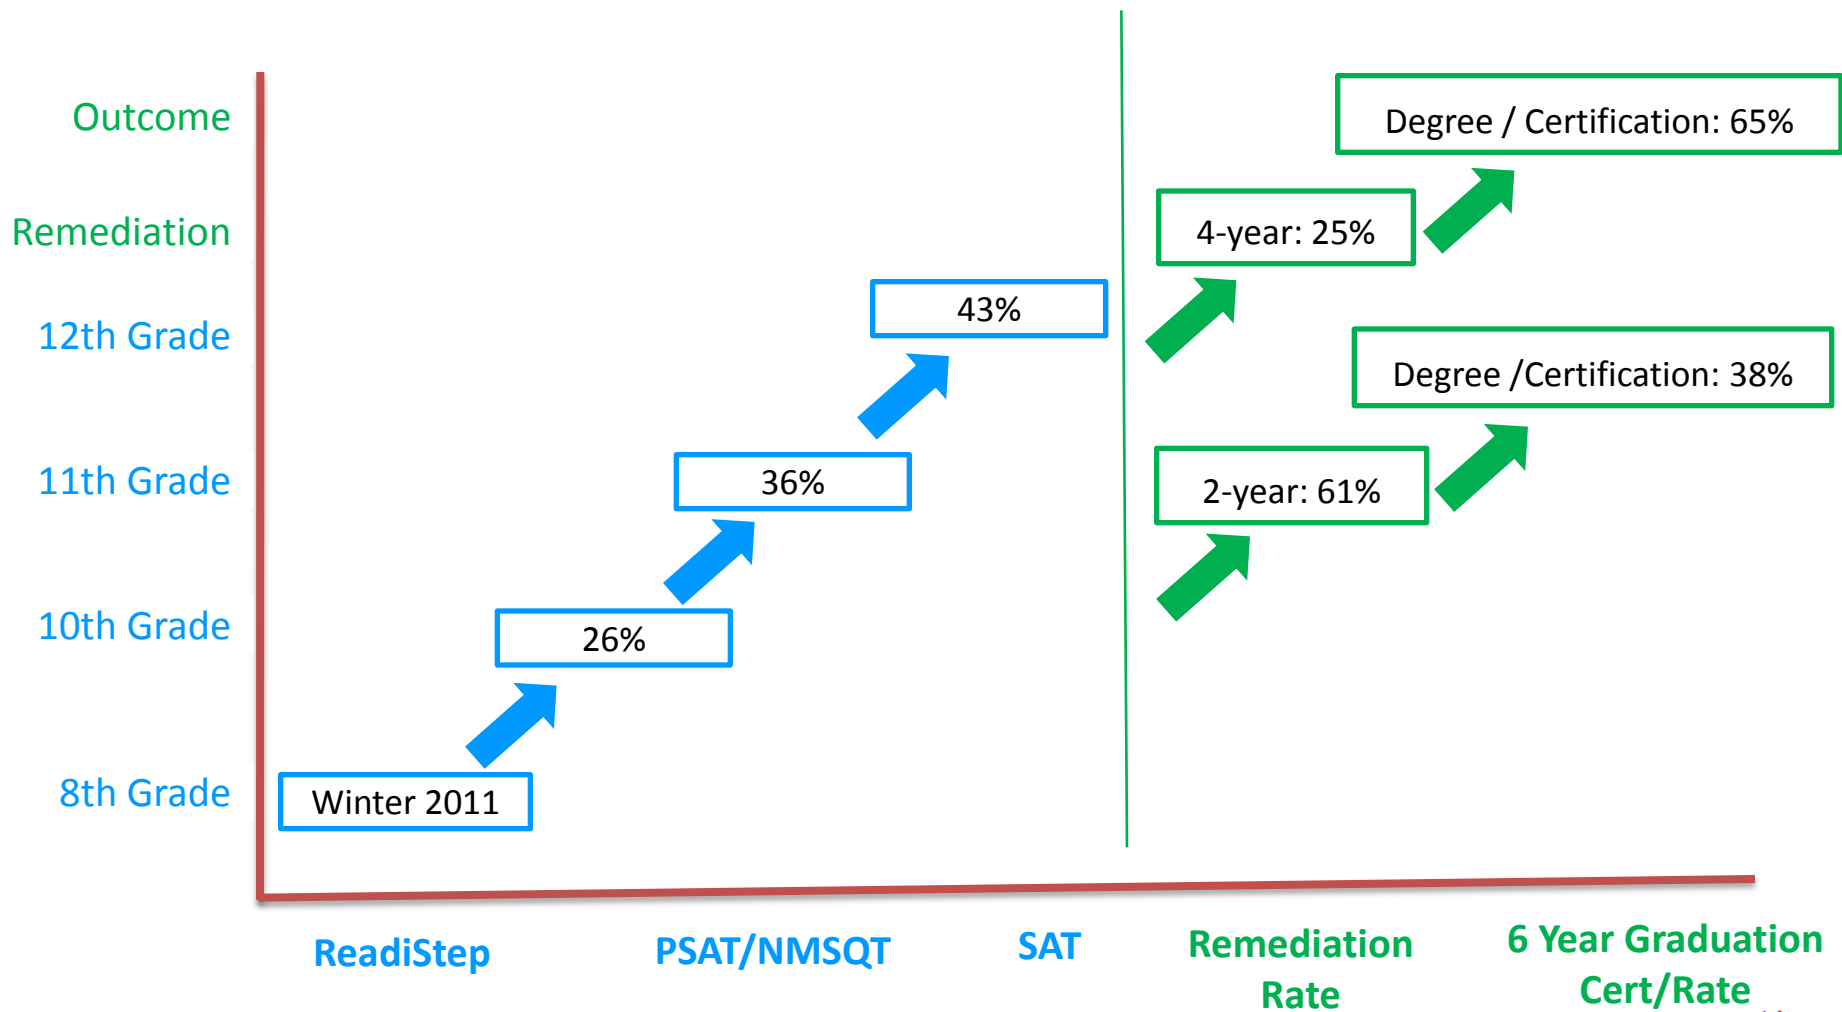 Outcome
Degree / Certification: 65%
Remediation
4-year: 25%
43%
12th Grade
Degree /Certification: 38%
11th Grade
36%
2-year: 61%
10th Grade
26%
8th Grade
Winter 2011
ReadiStep
PSAT/NMSQT
SAT
Remediation
Rate
6 Year Graduation
Cert/Rate